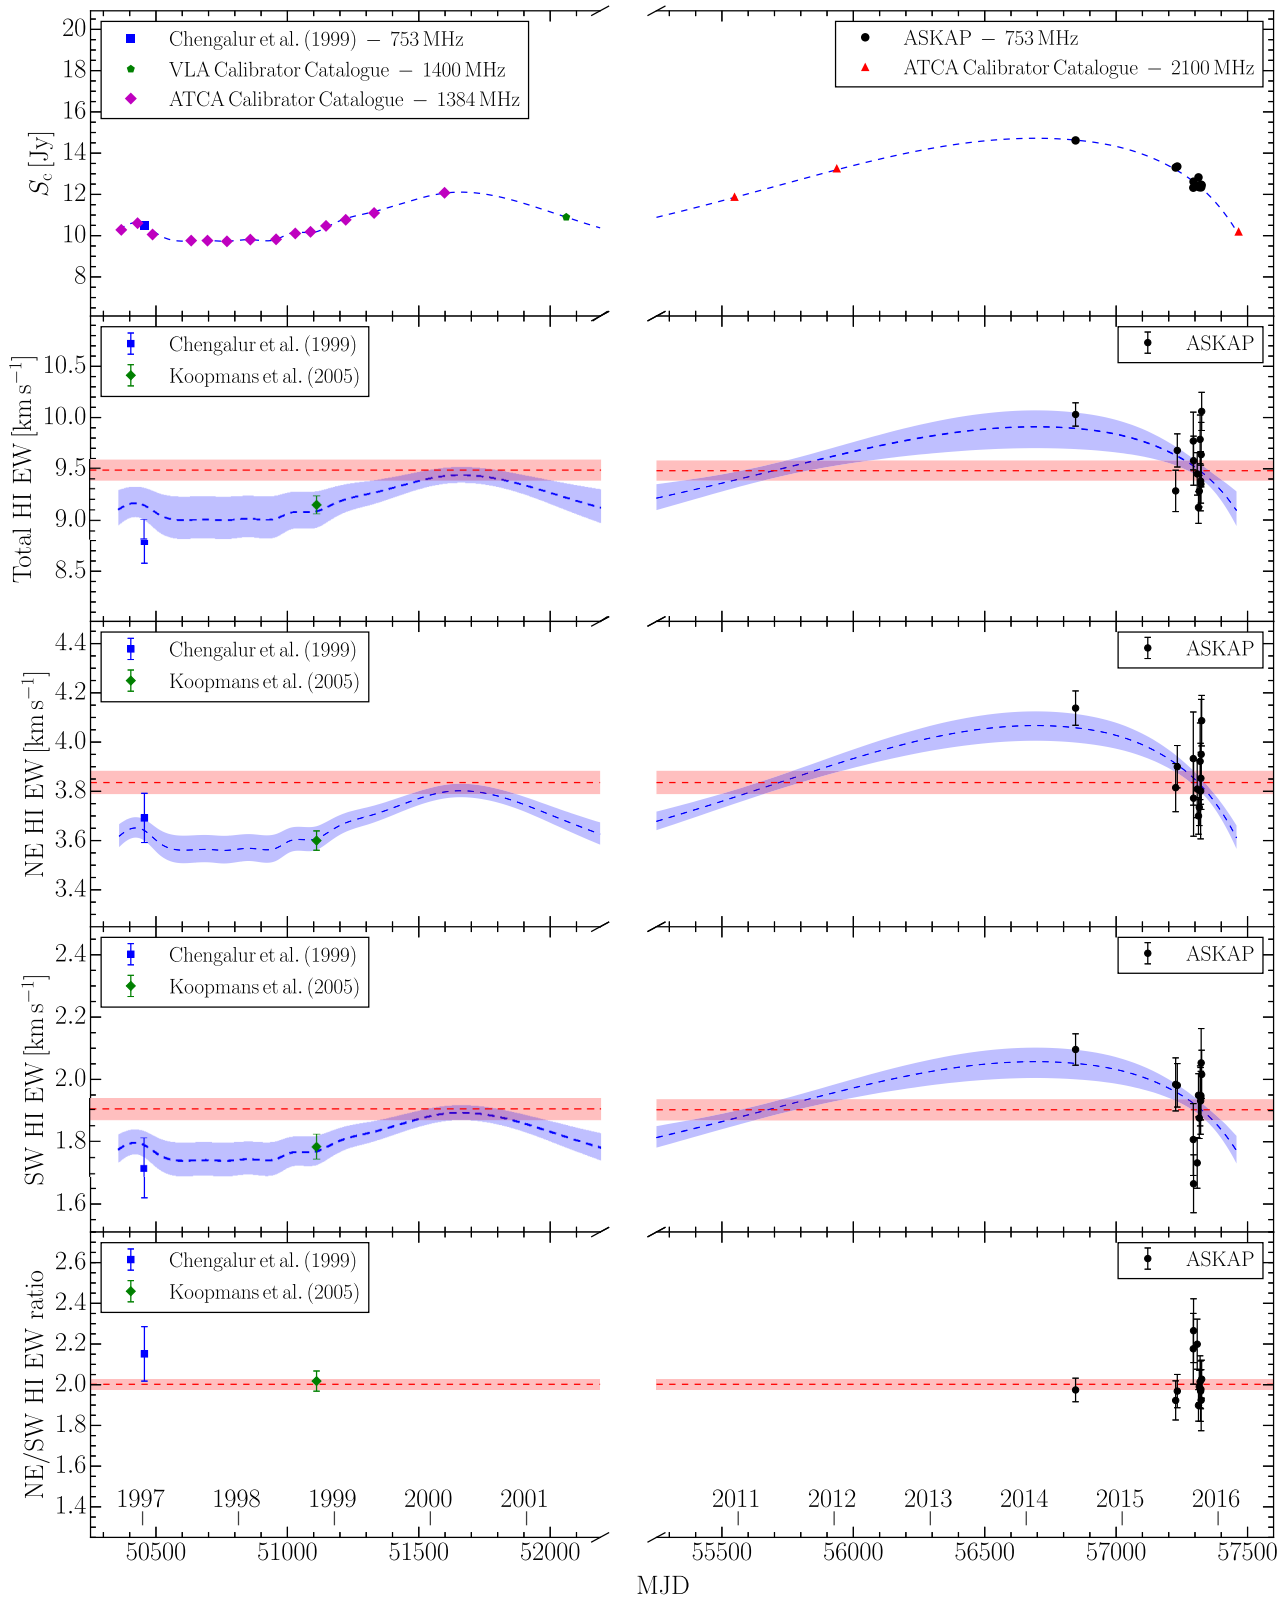 20
18
16
14
12
10
8
S_c [Jy]
Chengalur et al. (1999) − 753 MHz
VLA Calibrator Catalogue − 1400 MHz
ATCA Calibrator Catalogue − 1384 MHz
ASKAP − 753 MHz
ATCA Calibrator Catalogue − 2100 MHz
10.5
10.0
9.5
9.0
8.5
Total HI EW [km s⁻¹]
Chengalur et al. (1999)
Koopmans et al. (2005)
ASKAP
4.4
4.2
4.0
3.8
3.6
3.4
NE HI EW [km s⁻¹]
Chengalur et al. (1999)
Koopmans et al. (2005)
ASKAP
2.4
2.2
2.0
1.8
1.6
SW HI EW [km s⁻¹]
Chengalur et al. (1999)
Koopmans et al. (2005)
ASKAP
2.6
2.4
2.2
2.0
1.8
1.6
1.4
NE/SW HI EW ratio
Chengalur et al. (1999)
Koopmans et al. (2005)
ASKAP
1997 1998 1999 2000 2001 2011 2012 2013 2014 2015 2016
50500 51000 51500 52000 55500 56000 56500 57000 57500
MJD